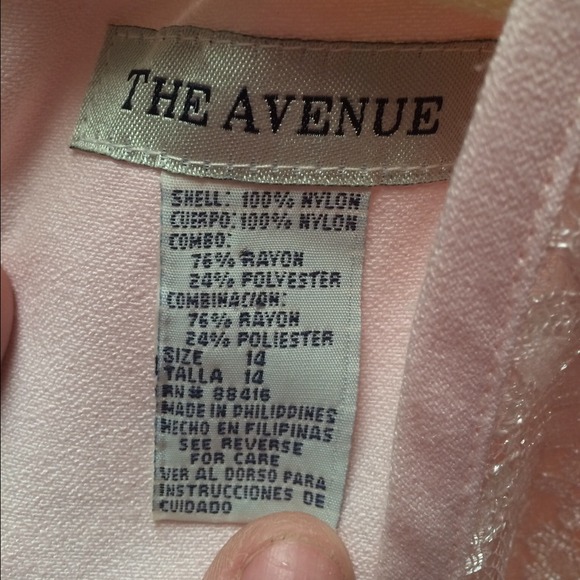 THE AVENUE
SHELL: 100% NYLON
CUERPO: 100% NYLON
COMBO:
76% RAYON
24% POLYESTER
COMBINACION:
76% RAYON
24% POLIESTER
SIZE 14
TALLA 14
RN# 88416
MADE IN PHILIPPINES
HECHO EN FILIPINAS
SEE REVERSE
FOR CARE
VER AL DORSO PARA
INSTRUCCIONES DE
CUIDADO